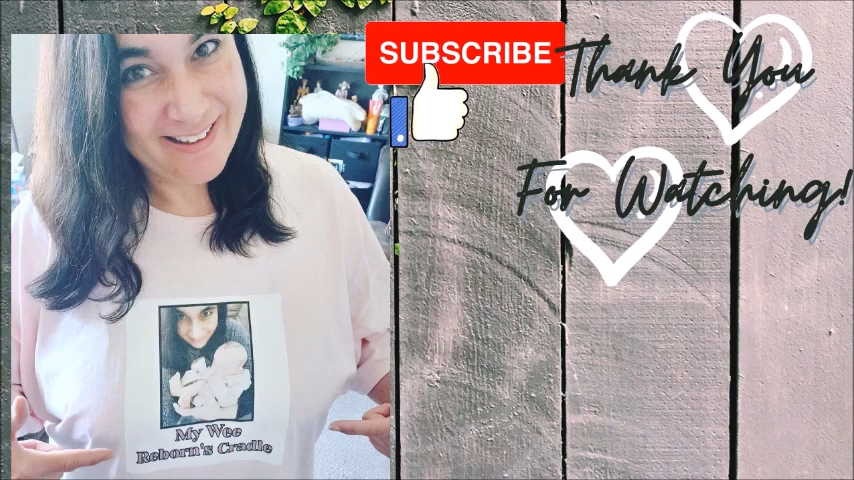 SUBSCRIBE
Thank You
For Watching!
My Wee
Reborn's Cradle